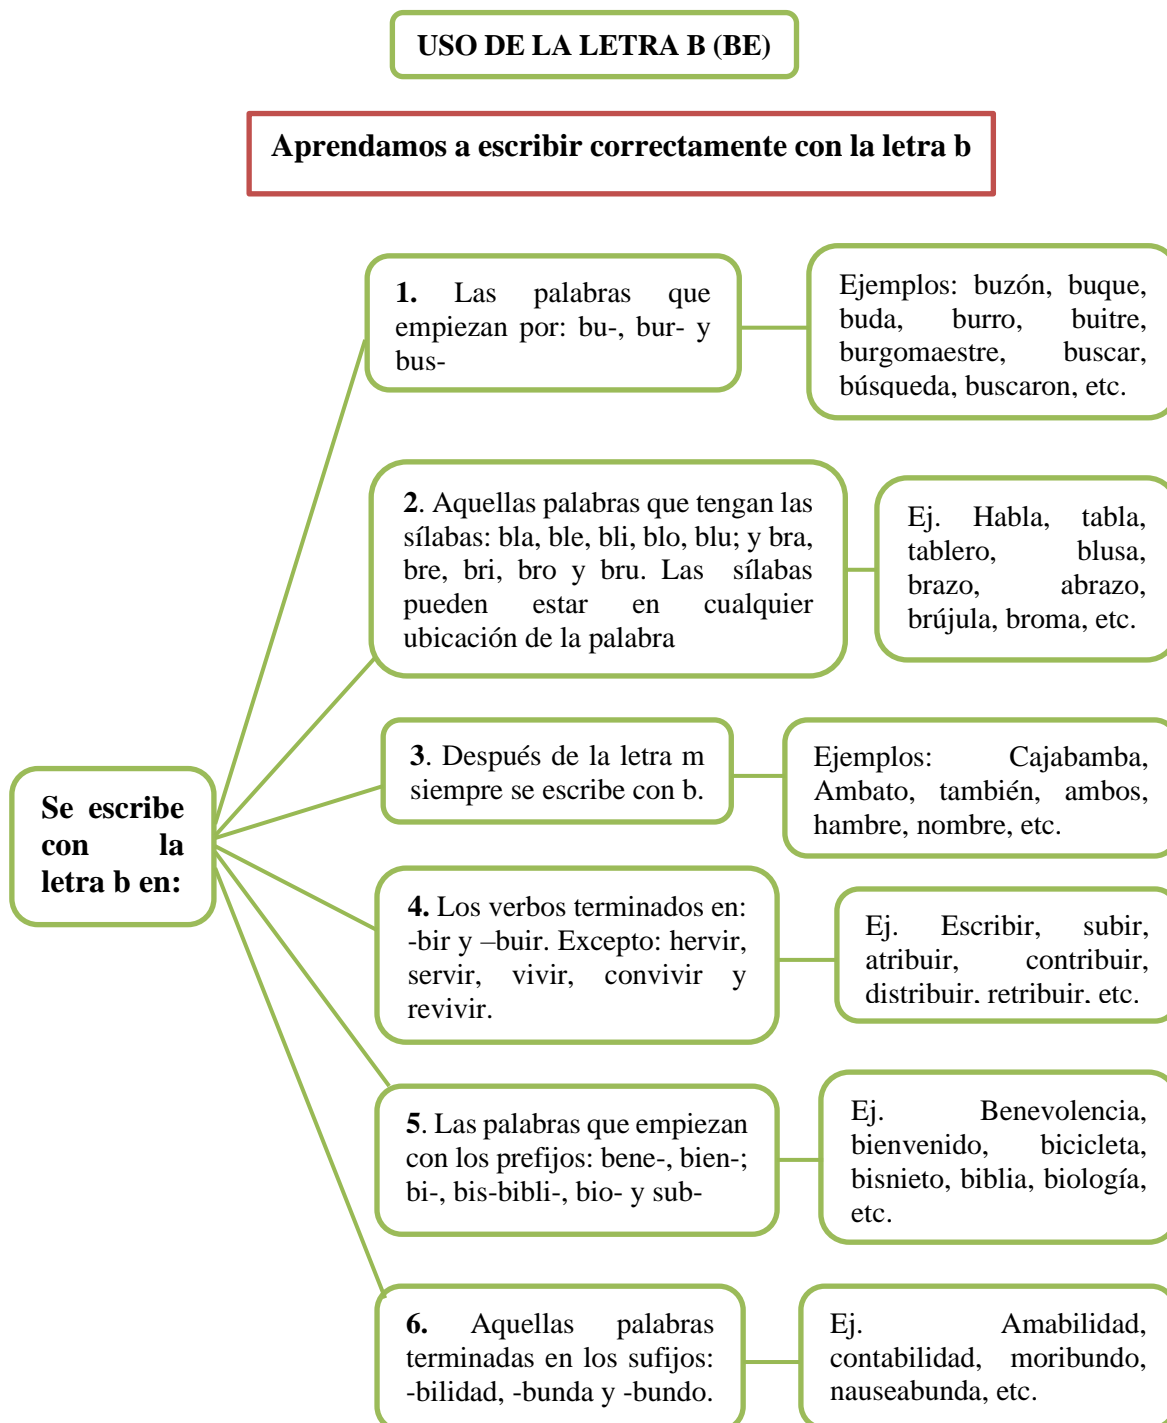 USO DE LA LETRA B (BE)
Aprendamos a escribir correctamente con la letra b
Se escribe
con la
letra b en:
1. Las palabras que
empiezan por: bu-, bur- y
bus-
Ejemplos: buzón, buque,
buda, burro, buitre,
burgomaestre, buscar,
búsqueda, buscaron, etc.
2. Aquellas palabras que tengan las
sílabas: bla, ble, bli, blo, blu; y bra,
bre, bri, bro y bru. Las sílabas
pueden estar en cualquier
ubicación de la palabra
Ej. Habla, tabla,
tablero, blusa,
brazo, abrazo,
brújula, broma, etc.
3. Después de la letra m
siempre se escribe con b.
Ejemplos: Cajabamba,
Ambato, también, ambos,
hambre, nombre, etc.
4. Los verbos terminados en:
-bir y –buir. Excepto: hervir,
servir, vivir, convivir y
revivir.
Ej. Escribir, subir,
atribuir, contribuir,
distribuir, retribuir, etc.
5. Las palabras que empiezan
con los prefijos: bene-, bien-;
bi-, bis-bibli-, bio- y sub-
Ej. Benevolencia,
bienvenido, bicicleta,
bisnieto, biblia, biología,
etc.
6. Aquellas palabras
terminadas en los sufijos:
-bilidad, -bunda y -bundo.
Ej. Amabilidad,
contabilidad, moribundo,
nauseabunda, etc.